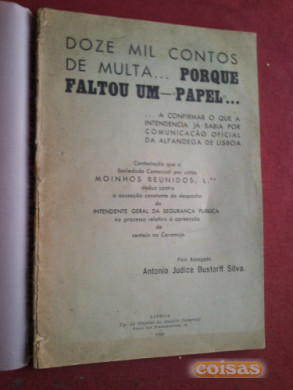 DOZE MIL CONTOS
DE MULTA... PORQUE
FALTOU UM—PAPEL...
... A CONFIRMAR O QUE A
INTENDENCIA JÁ SABIA POR
COMUNICAÇÃO OFICIAL
DA ALFANDEGA DE LISBOA
Contestação que a
Sociedade Comercial por cotas
MOINHOS REUNIDOS, L.da
deduz contra
a acusação constante do despacho
do
INTENDENTE GERAL DA SEGURANÇA PUBLICA
no processo relativo à apreensão
de
centeio no Caramujo
Pelo Advogado
Antonio Judice Bustorff Silva.
LISBOA
coisas